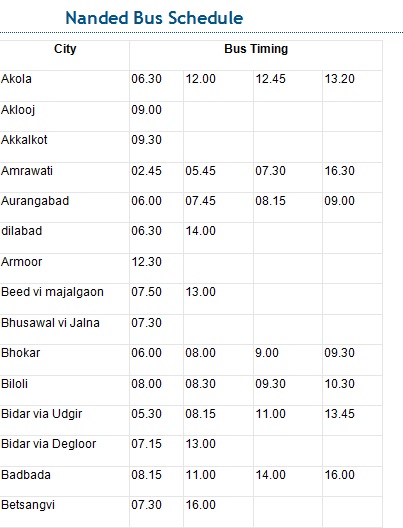 Nanded Bus Schedule
City Bus Timing
Akola 06.30 12.00 12.45 13.20
Aklooj 09.00
Akkalkot 09.30
Amrawati 02.45 05.45 07.30 16.30
Aurangabad 06.00 07.45 08.15 09.00
dilabad 06.30 14.00
Armoor 12.30
Beed vi majalgaon 07.50 13.00
Bhusawal vi Jalna 07.30
Bhokar 06.00 08.00 9.00 09.30
Biloli 08.00 08.30 09.30 10.30
Bidar via Udgir 05.30 08.15 11.00 13.45
Bidar via Degloor 07.15 13.00
Badbada 08.15 11.00 14.00 16.00
Betsangvi 07.30 16.00